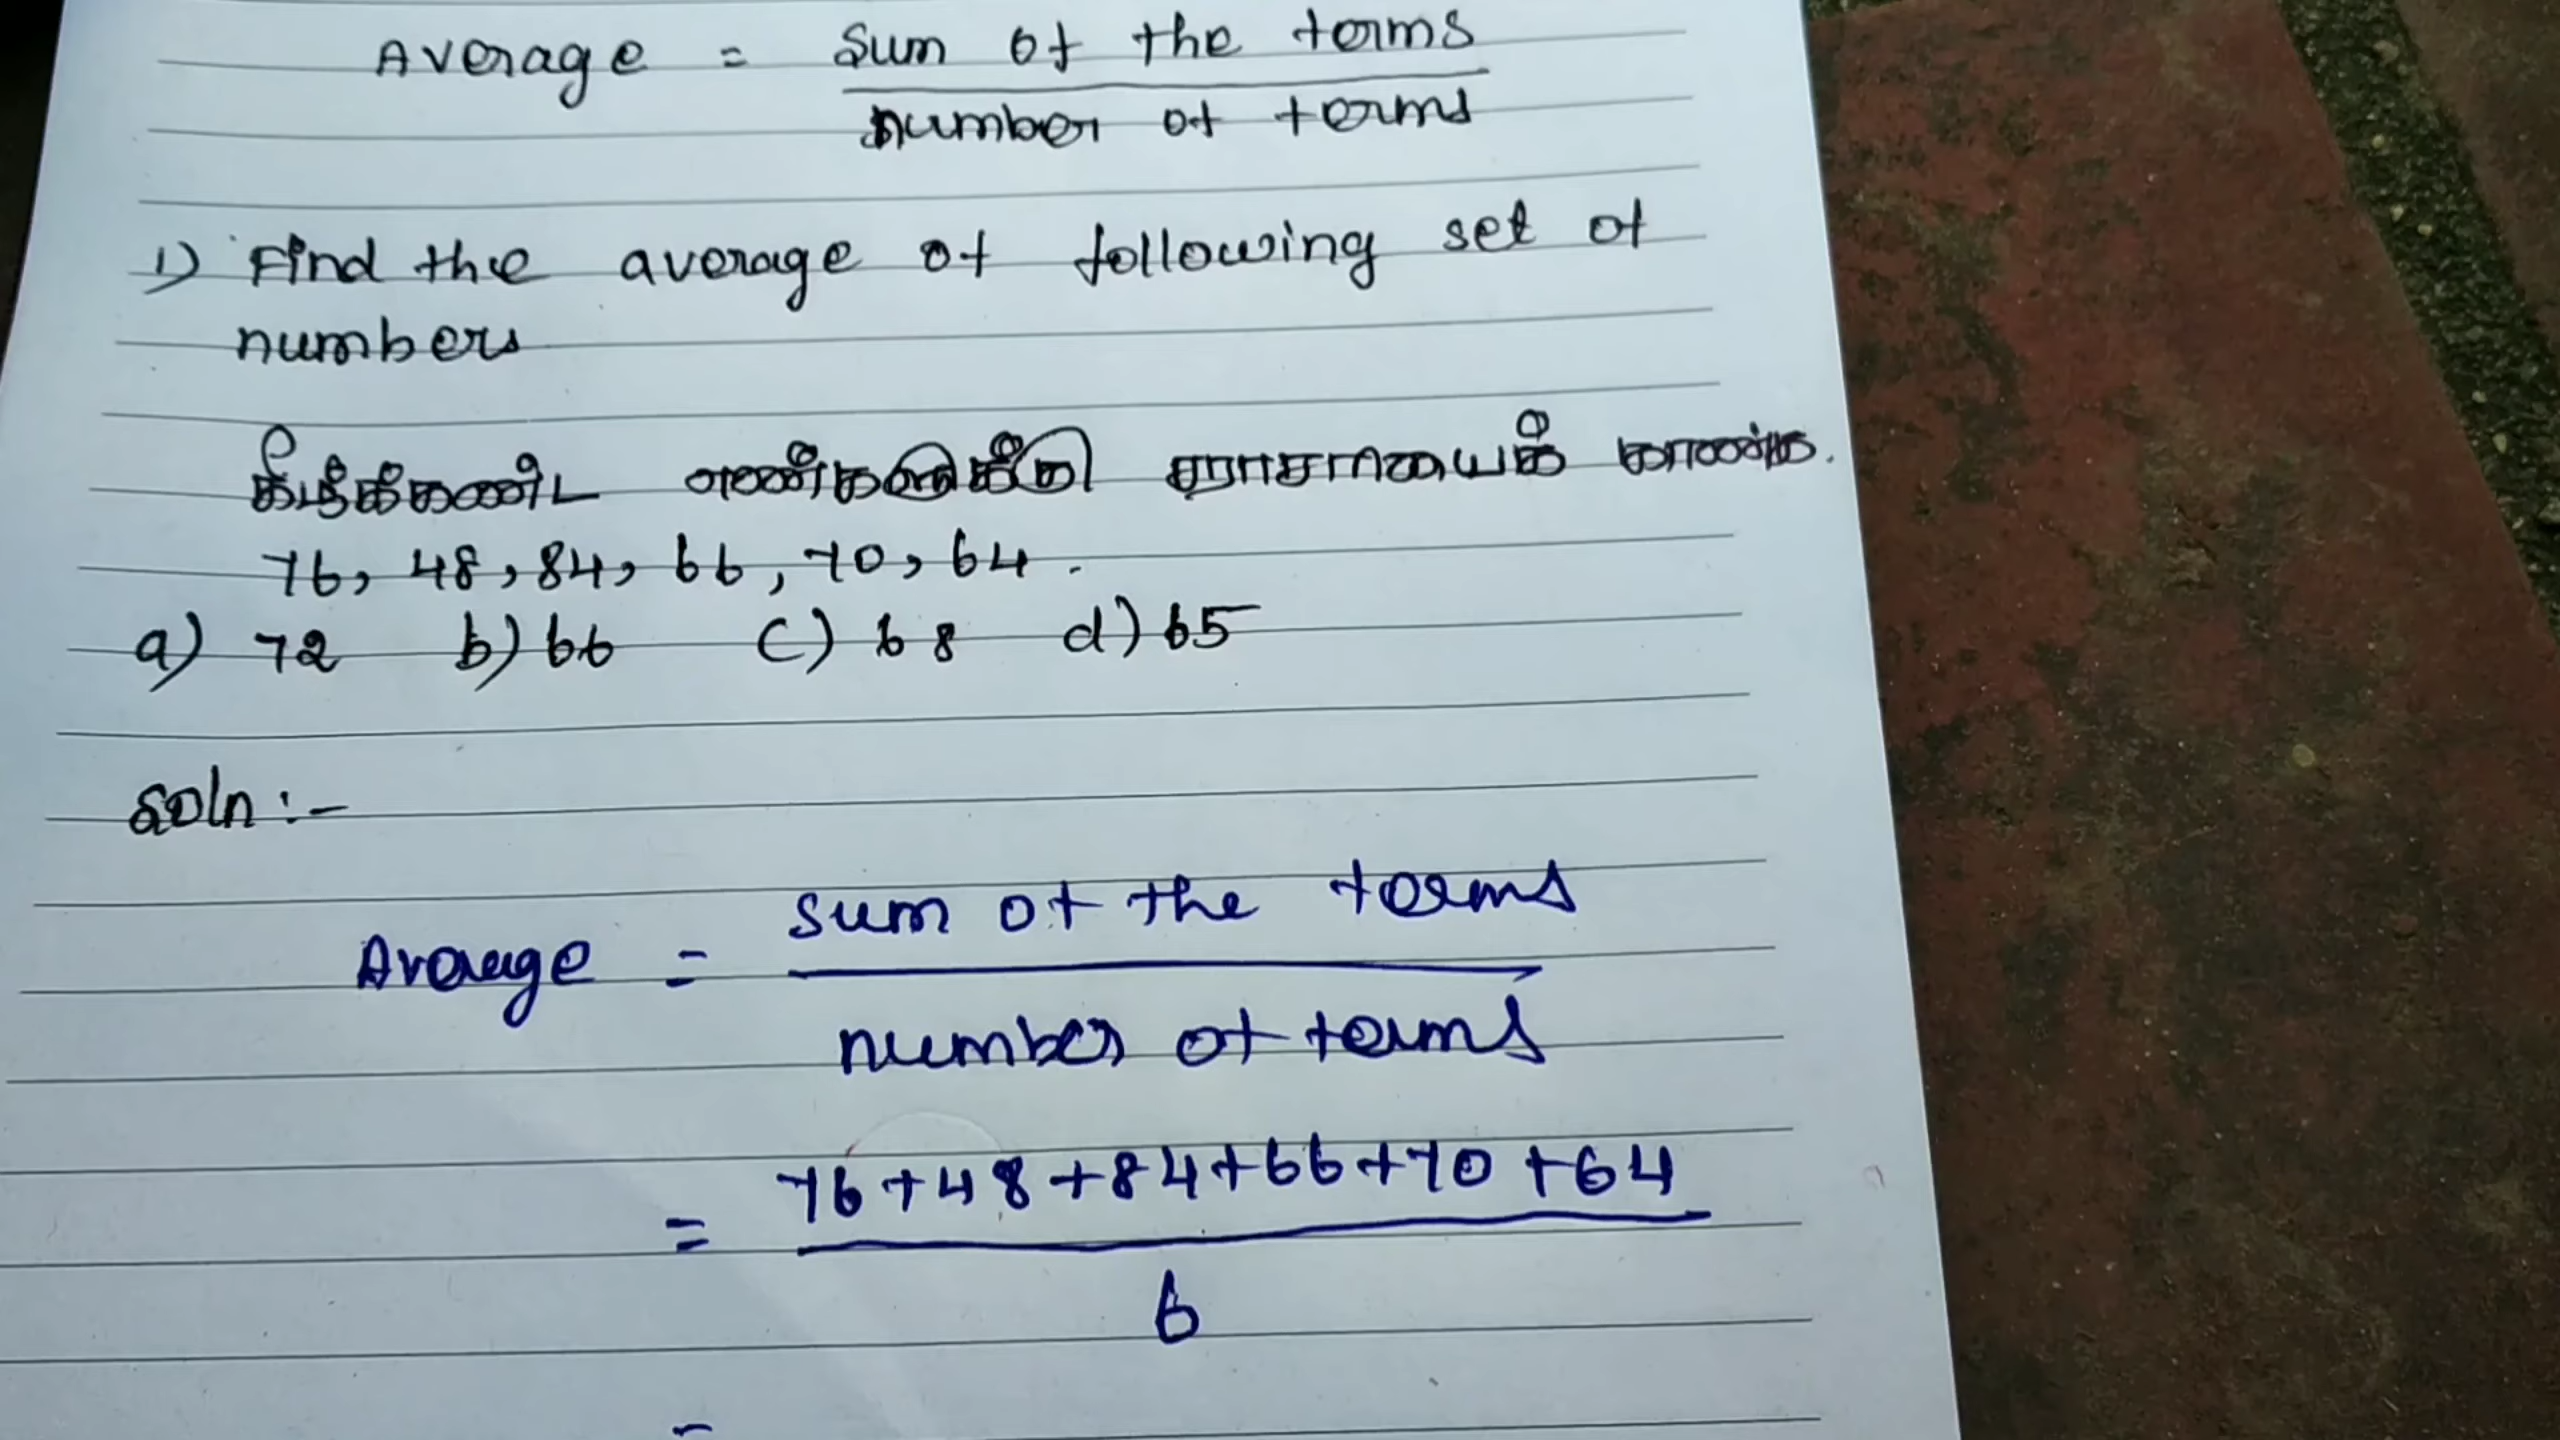 Average = Sum of the terms
number of terms
1) Find the average of following set of
numbers
கீழ்க்கண்ட எண்களுக்கு சராசரியைக் காண்க.
76, 48, 84, 66, 70, 64.
a) 72 b) 66 c) 68 d) 65
Soln :-
Average = sum of the terms
number of terms
= 76+48+84+66+70+64
6
=